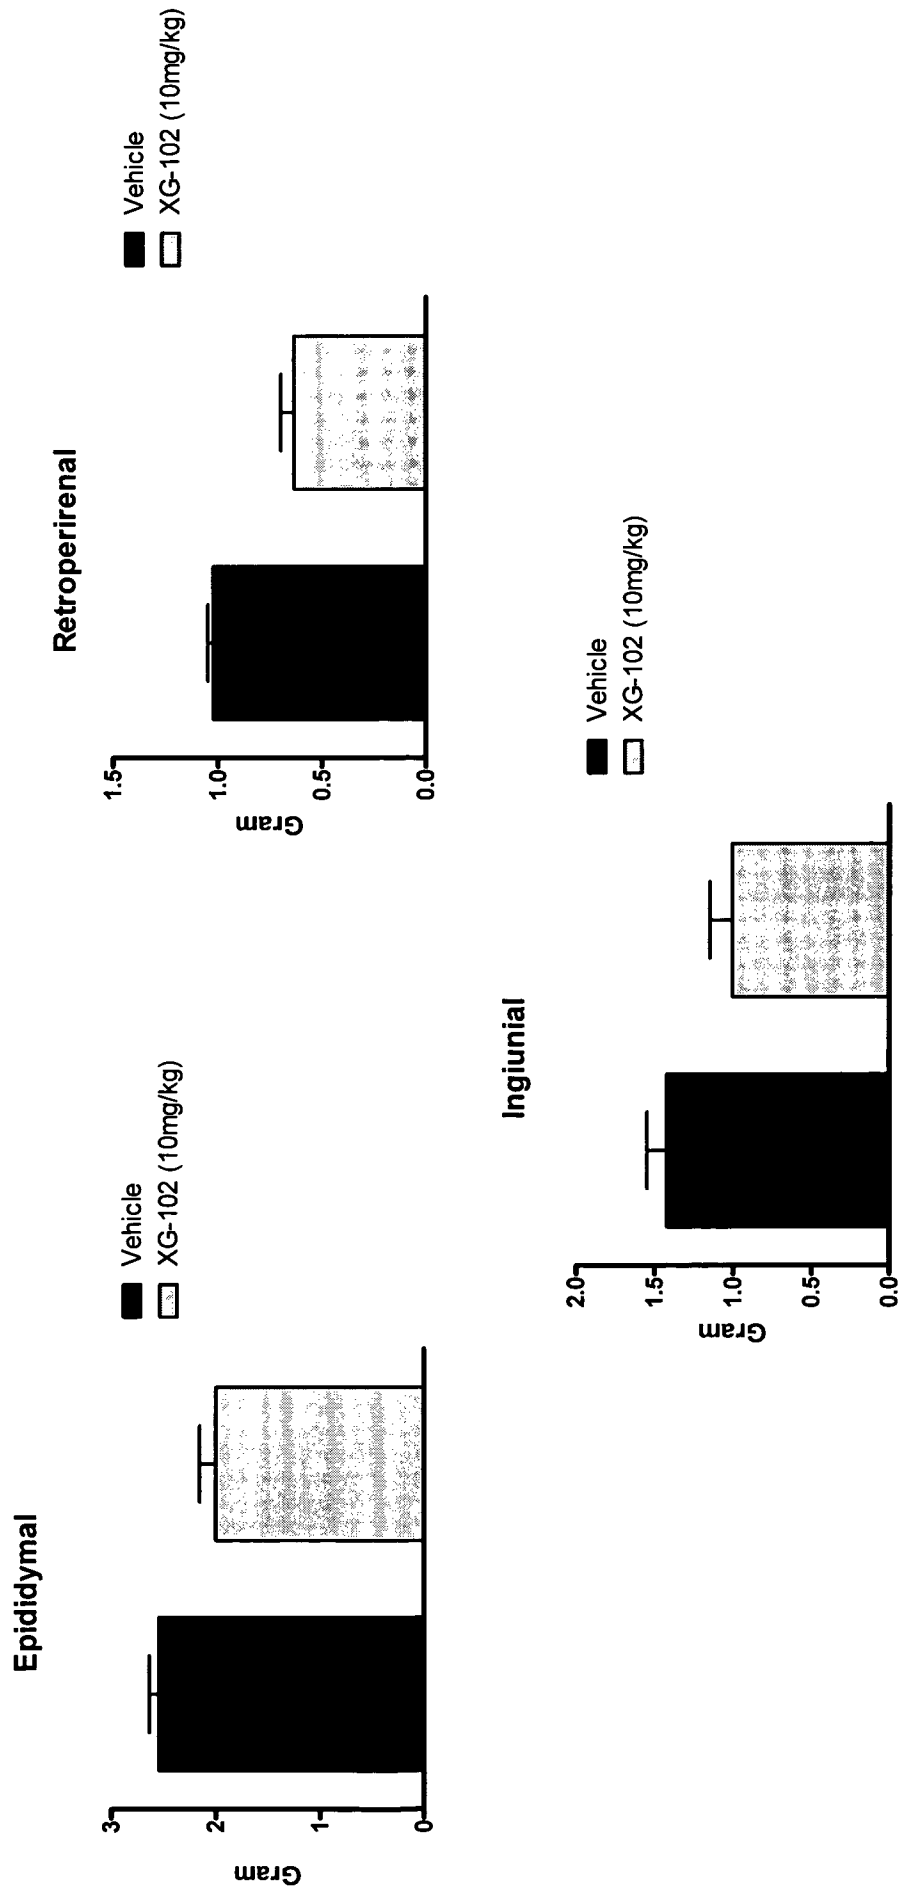 Epididymal
Gram
3
2
1
0
Vehicle
XG-102 (10mg/kg)
Retroperirenal
Gram
1.5
1.0
0.5
0.0
Vehicle
XG-102 (10mg/kg)
Ingiunial
Gram
2.0
1.5
1.0
0.5
0.0
Vehicle
XG-102 (10mg/kg)